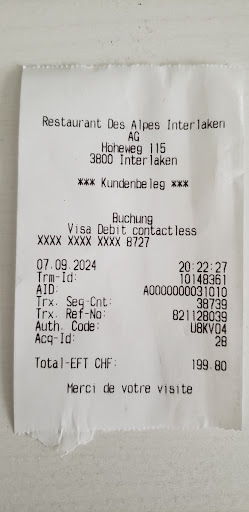 Restaurant Des Alpes Interlaken
AG
Höheweg 115
3800 Interlaken
*** Kundenbeleg ***
Buchung
Visa Debit contactless
XXXX XXXX XXXX 8727
07.09.2024 20:22:27
Trm-Id: 10148361
AID: A0000000031010
Trx. Seq-Cnt: 38739
Trx. Ref-No: 821128039
Auth. Code: U8KVO4
Acq-Id: 28
Total-EFT CHF: 199.80
Merci de votre visite